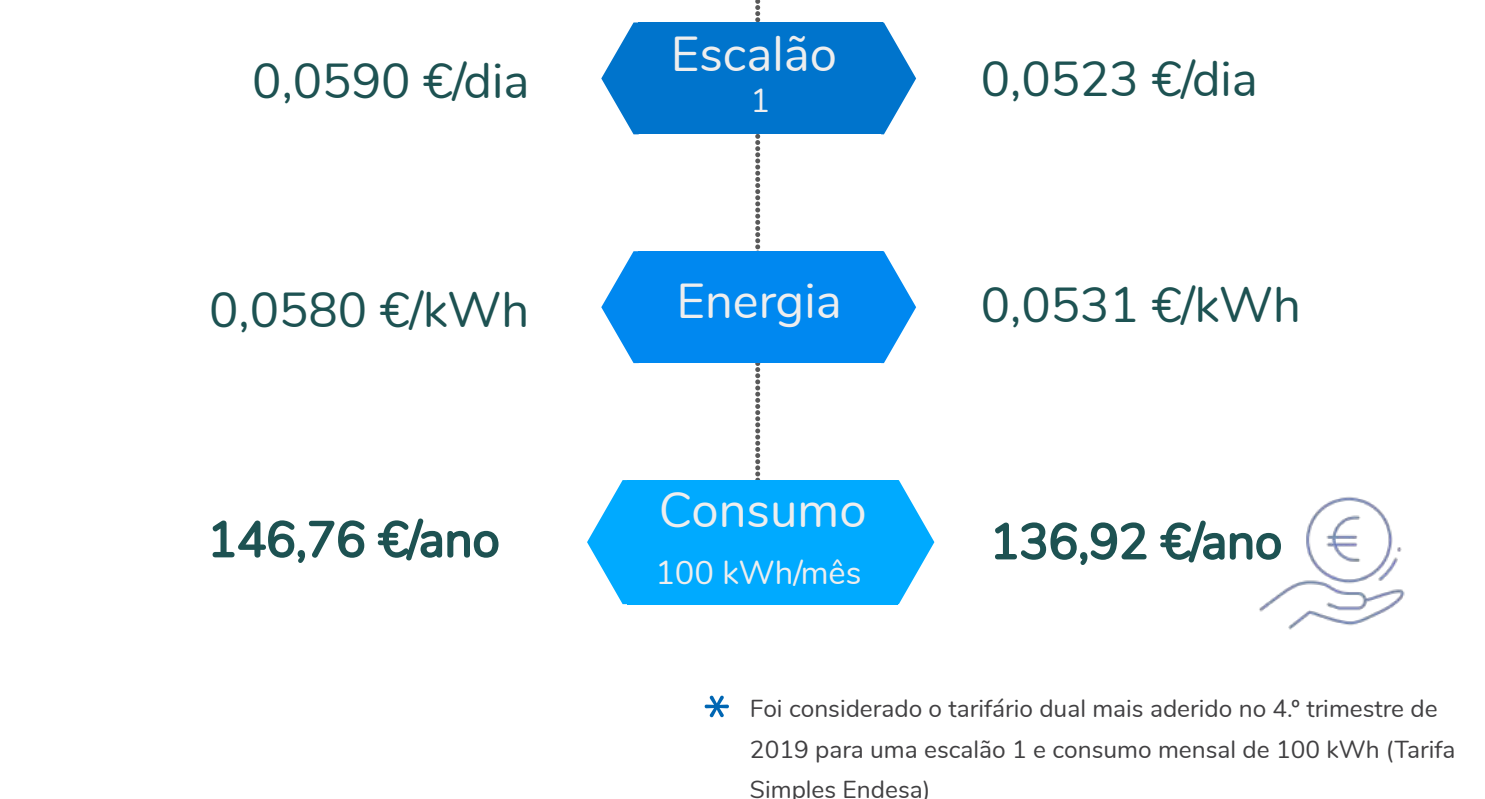 Escalão
1
0,0590 €/dia
0,0523 €/dia
Energia
0,0580 €/kWh
0,0531 €/kWh
Consumo
100 kWh/mês
146,76 €/ano
136,92 €/ano
€
* Foi considerado o tarifário dual mais aderido no 4.º trimestre de
2019 para uma escalão 1 e consumo mensal de 100 kWh (Tarifa
Simples Endesa)